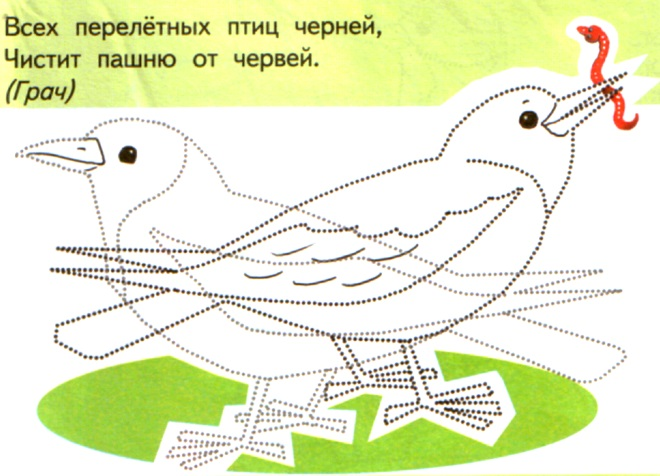 Всех перелётных птиц черней,
Чистит пашню от червей.
(Грач)